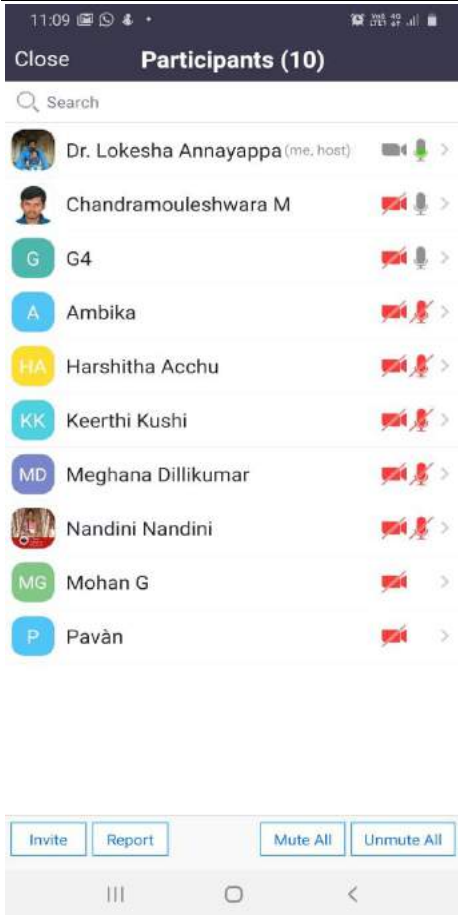 11:09
Close Participants (10)
Search
Dr. Lokesha Annayappa (me, host)
Chandramouleshwara M
G G4
A Ambika
HA Harshitha Acchu
KK Keerthi Kushi
MD Meghana Dillikumar
Nandini Nandini
MG Mohan G
P Pavàn
Invite Report Mute All Unmute All